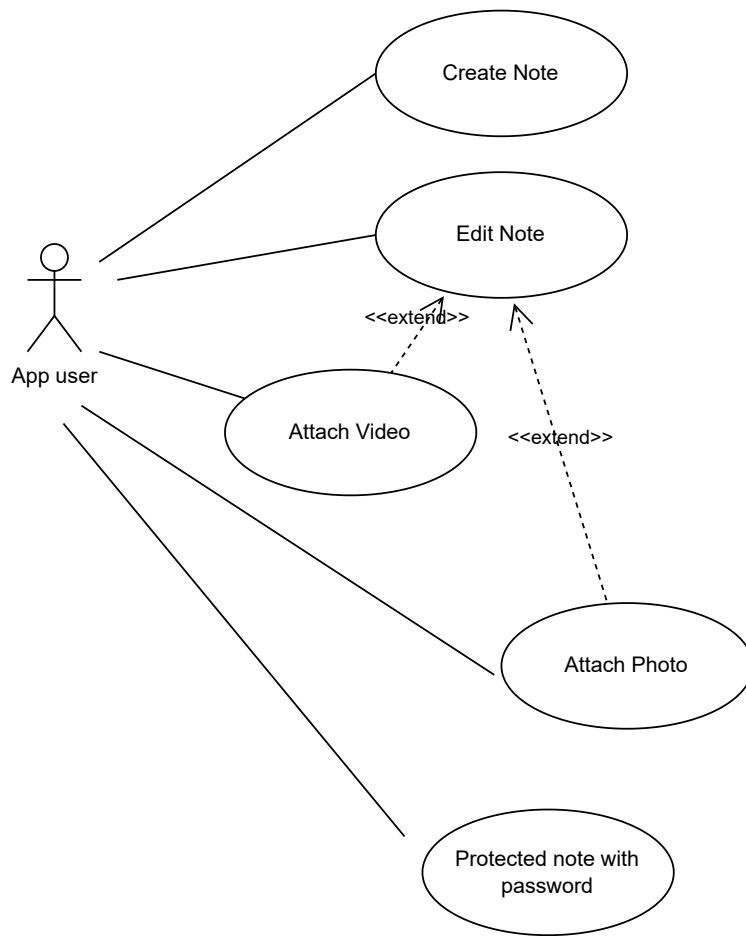 Create Note
Edit Note
<<extend>>
App user
Attach Video
<<extend>>
Attach Photo
Protected note with
password